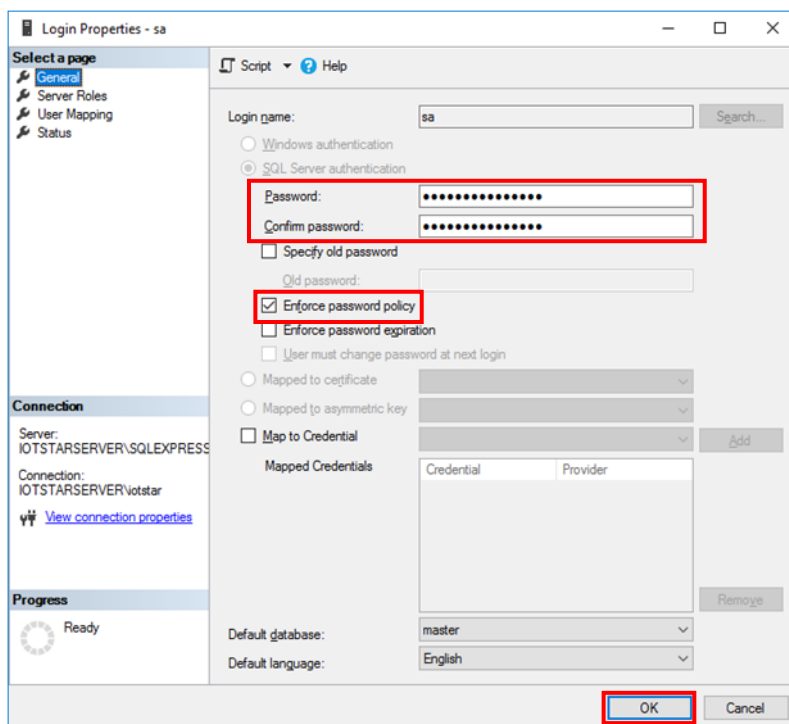 Login Properties - sa
Select a page
General
Server Roles
User Mapping
Status
Script
Help
Login name:
sa
Search...
Windows authentication
SQL Server authentication
Password:
●●●●●●●●●●●●●●●
Confirm password:
●●●●●●●●●●●●●●●
Specify old password
Old password:
Enforce password policy
Enforce password expiration
User must change password at next login
Mapped to certificate
Mapped to asymmetric key
Map to Credential
Add
Mapped Credentials
Credential Provider
Remove
Default database:
master
Default language:
English
Connection
Server:
IOTSTARSERVER\SQLEXPRESS
Connection:
IOTSTARSERVER\iotstar
View connection properties
Progress
Ready
OK
Cancel